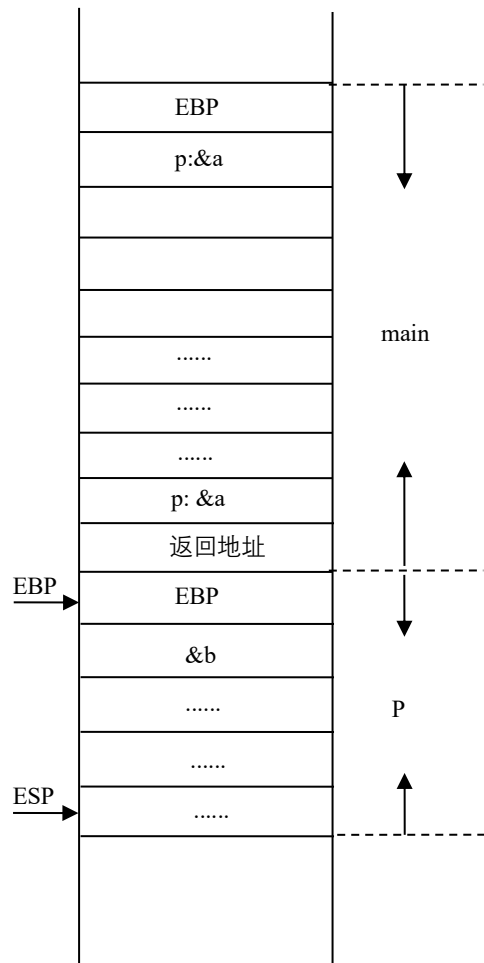 EBP
p:&a
main
......
......
......
p: &a
返回地址
EBP
EBP
&b
......
P
......
ESP
......